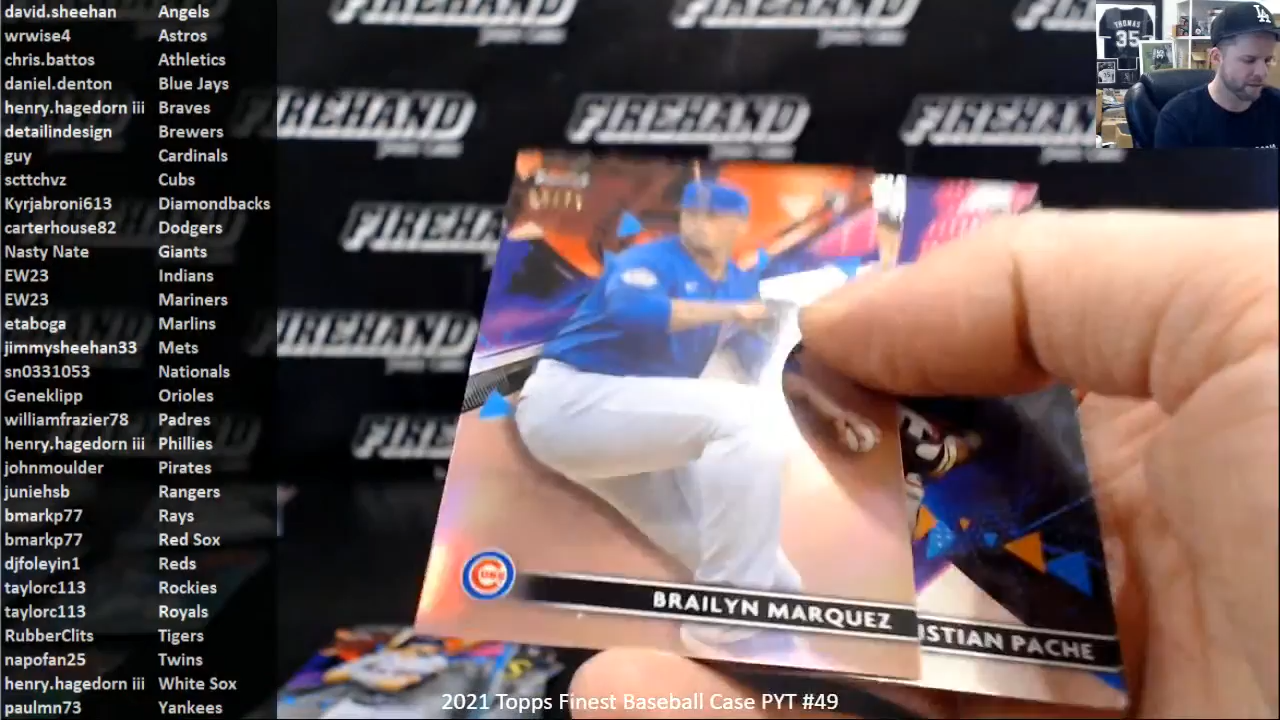 david.sheehan Angels
wrwise4 Astros
chris.battos Athletics
daniel.denton Blue Jays
henry.hagedorn iii Braves
detailindesign Brewers
guy Cardinals
scttchvz Cubs
Kyrjabroni613 Diamondbacks
carterhouse82 Dodgers
Nasty Nate Giants
EW23 Indians
EW23 Mariners
etaboga Marlins
jimmysheehan33 Mets
sn0331053 Nationals
Geneklipp Orioles
williamfrazier78 Padres
henry.hagedorn iii Phillies
johnmoulder Pirates
juniehsb Rangers
bmarkp77 Rays
bmarkp77 Red Sox
djfoleyin1 Reds
taylorc113 Rockies
taylorc113 Royals
RubberClits Tigers
napofan25 Twins
henry.hagedorn iii White Sox
paulmn73 Yankees
FIREHAND
FIREHAND
FIREHAND
THOMAS
35
LA
BRAILYN MARQUEZ
ISTIAN PACHE
2021 Topps Finest Baseball Case PYT #49